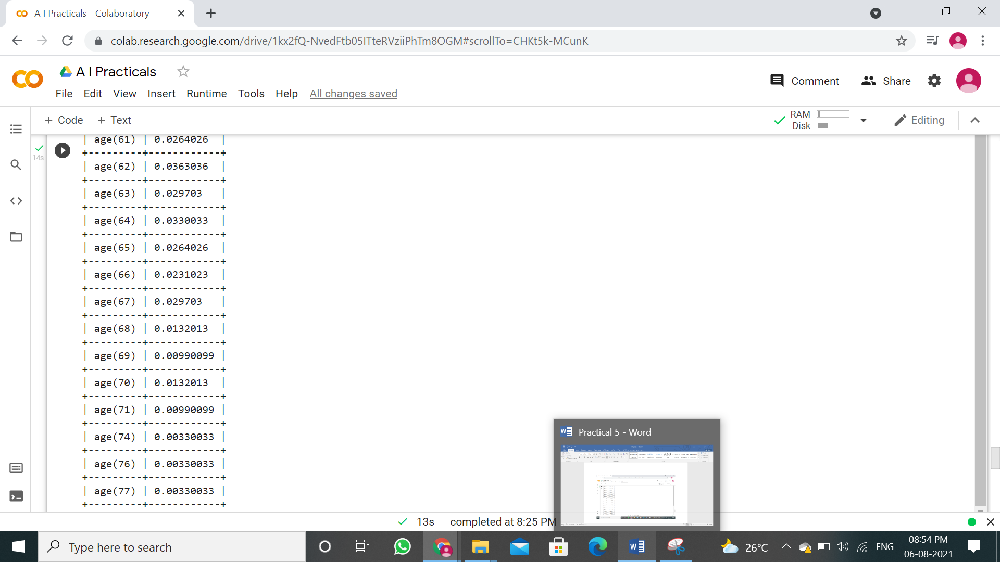 A I Practicals - Colaboratory
colab.research.google.com/drive/1kx2fQ-NvedFtb05ITteRVziiPhTm8OGM#scrollTo=CHKt5k-MCunK
A I Practicals
Comment Share
File Edit View Insert Runtime Tools Help All changes saved
+ Code + Text
RAM
Disk
Editing
14s
| age(61) | 0.0264026 |
+---------+------------+
| age(62) | 0.0363036 |
+---------+------------+
| age(63) | 0.029703 |
+---------+------------+
| age(64) | 0.0330033 |
+---------+------------+
| age(65) | 0.0264026 |
+---------+------------+
| age(66) | 0.0231023 |
+---------+------------+
| age(67) | 0.029703 |
+---------+------------+
| age(68) | 0.0132013 |
+---------+------------+
| age(69) | 0.00990099 |
+---------+------------+
| age(70) | 0.0132013 |
+---------+------------+
| age(71) | 0.00990099 |
+---------+------------+
| age(74) | 0.00330033 |
+---------+------------+
| age(76) | 0.00330033 |
+---------+------------+
| age(77) | 0.00330033 |
+---------+------------+
Practical 5 - Word
13s completed at 8:25 PM
Type here to search
26°C
ENG
08:54 PM
06-08-2021